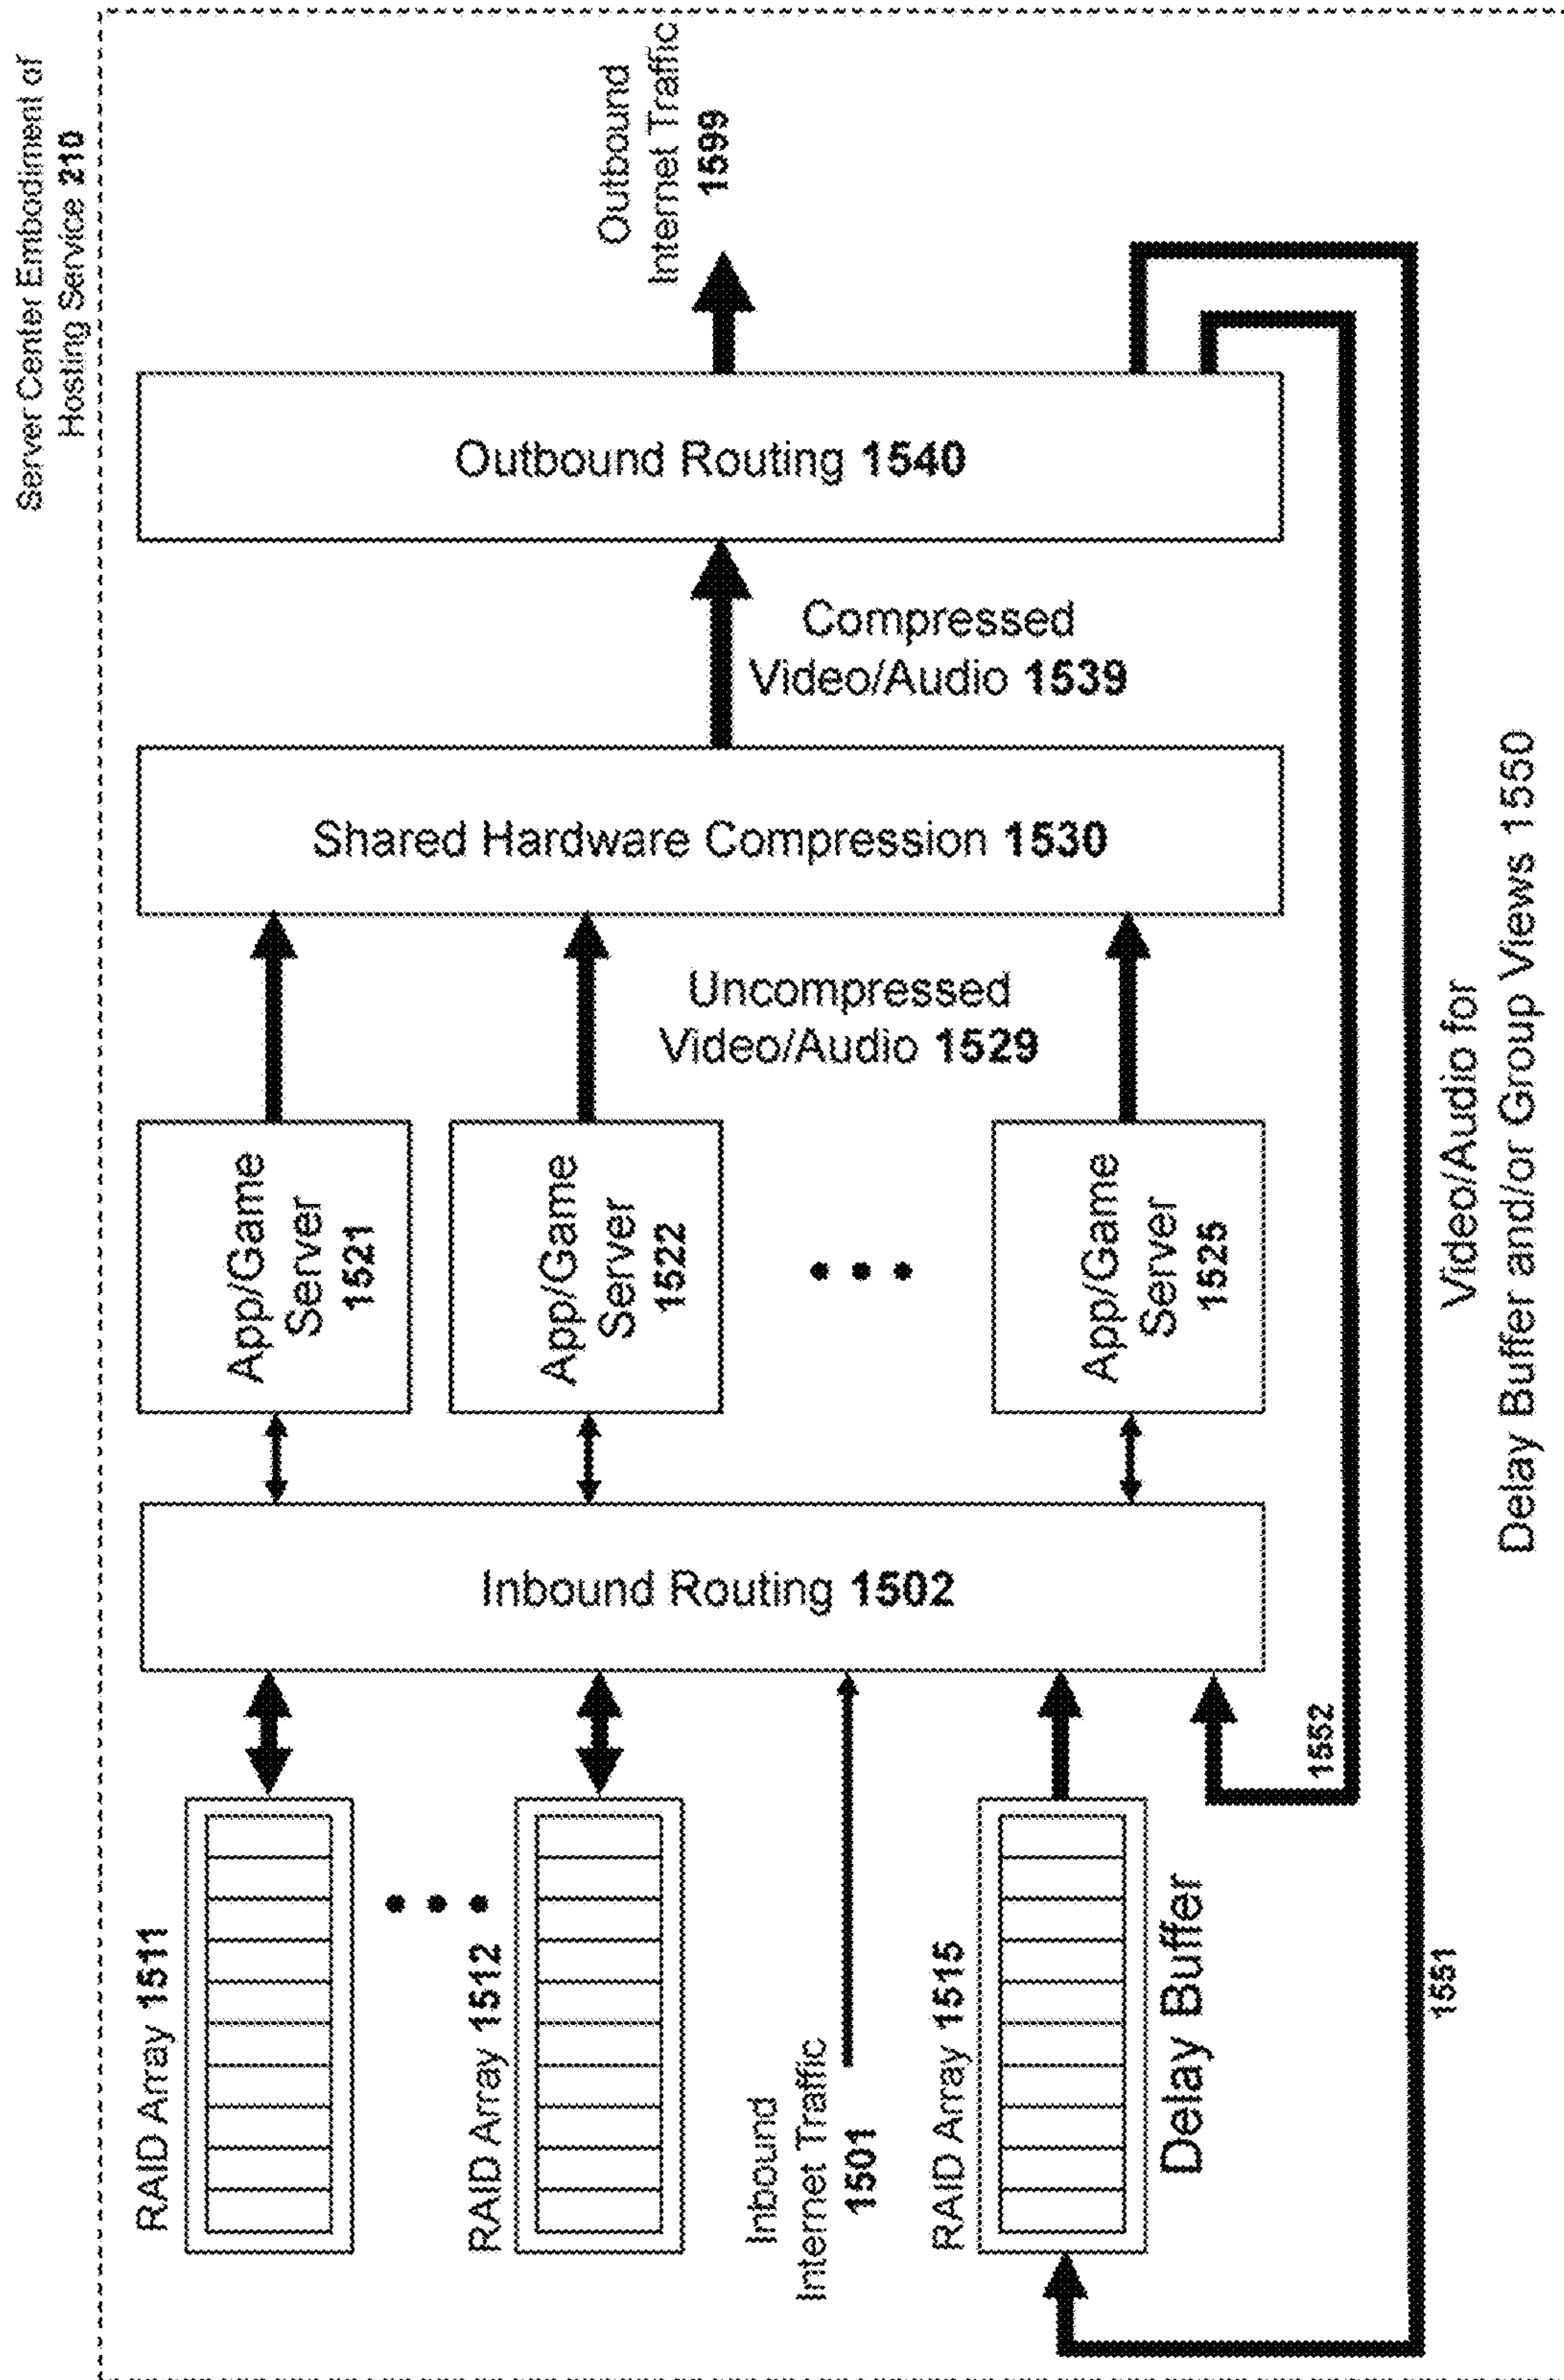 Server Center Embodiment of
Hosting Service 210
RAID Array 1511
RAID Array 1512
Inbound
Internet Traffic
1501
RAID Array 1515
Delay Buffer
Inbound Routing 1502
App/Game
Server
1521
App/Game
Server
1522
App/Game
Server
1525
Uncompressed
Video/Audio 1529
Shared Hardware Compression 1530
Compressed
Video/Audio 1539
Outbound Routing 1540
Outbound
Internet Traffic
1599
1552
1551
Video/Audio for
Delay Buffer and/or Group Views 1550